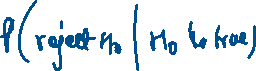 P(reject H₀ | H₀ is true)